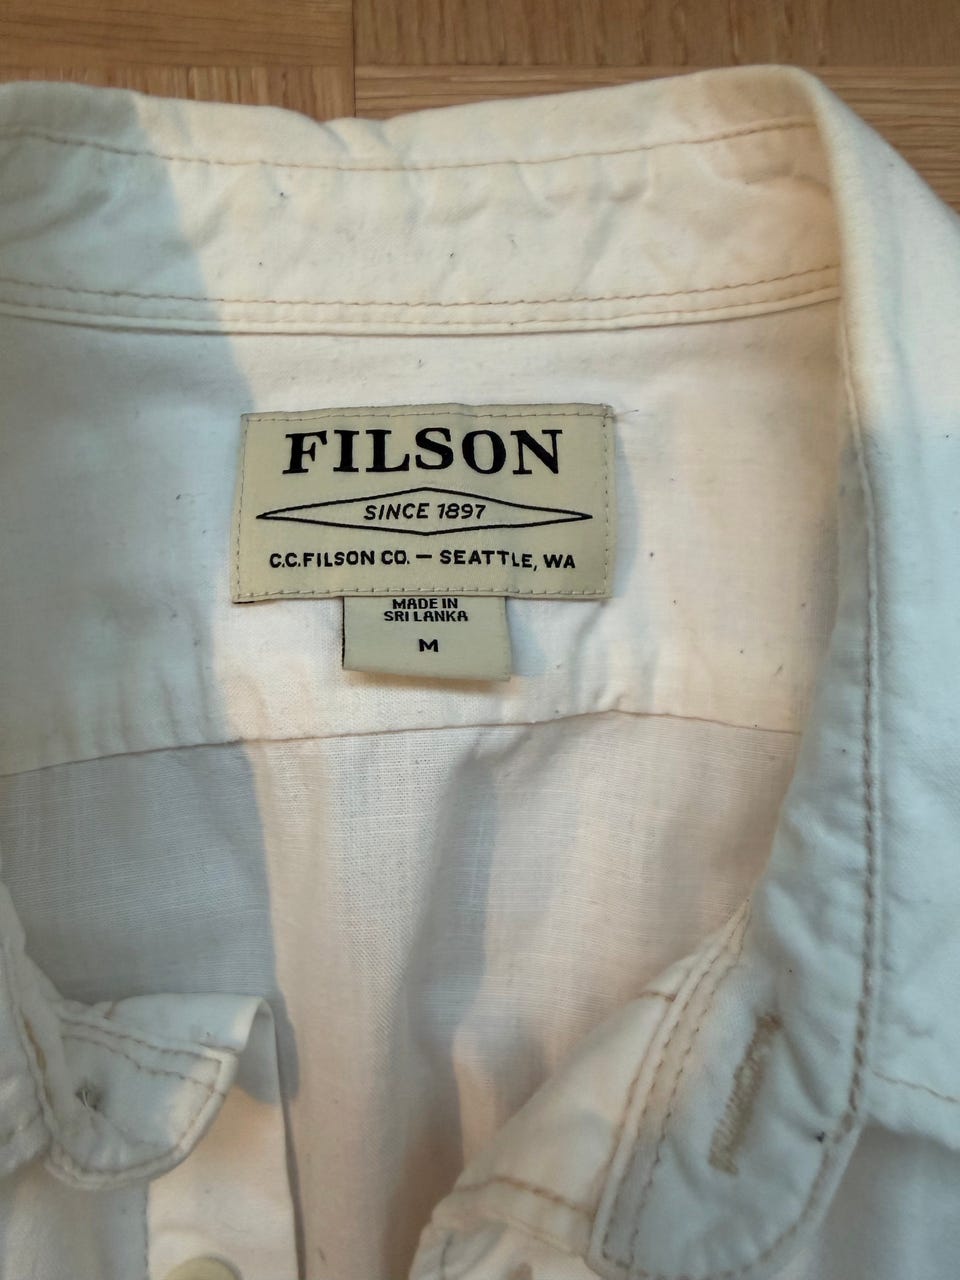 FILSON
SINCE 1897
C.C.FILSON CO. — SEATTLE, WA
MADE IN
SRI LANKA
M